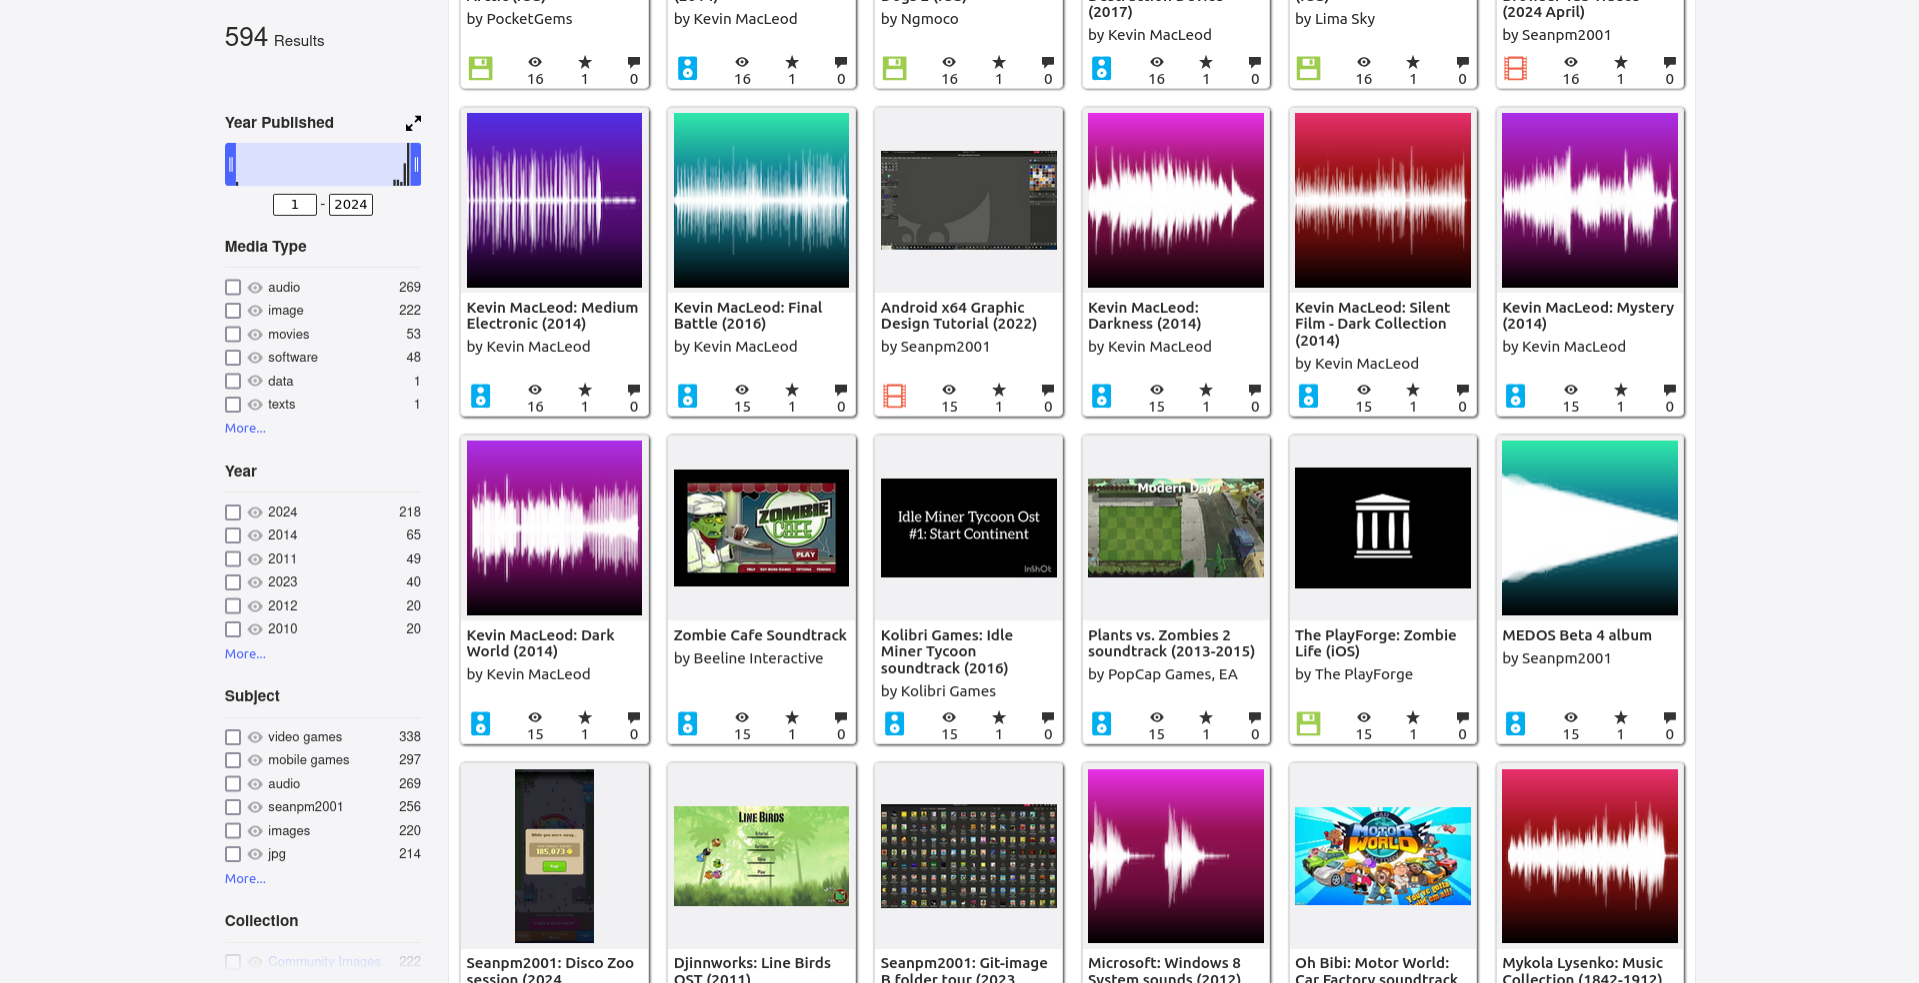 594 Results
Year Published
1 - 2024
Media Type
audio 269
image 222
movies 53
software 48
data 1
texts 1
More...
Year
2024 218
2014 65
2011 49
2023 40
2012 20
2010 20
More...
Subject
video games 338
mobile games 297
audio 269
seanpm2001 256
images 220
jpg 214
More...
Collection
Community Images 222
by PocketGems
16 1 0
by Kevin MacLeod
16 1 0
by Ngmoco
16 1 0
(2017)
by Kevin MacLeod
16 1 0
by Lima Sky
16 1 0
(2024 April)
by Seanpm2001
16 1 0
Kevin MacLeod: Medium
Electronic (2014)
by Kevin MacLeod
16 1 0
Kevin MacLeod: Final
Battle (2016)
by Kevin MacLeod
15 1 0
Android x64 Graphic
Design Tutorial (2022)
by Seanpm2001
15 1 0
Kevin MacLeod:
Darkness (2014)
by Kevin MacLeod
15 1 0
Kevin MacLeod: Silent
Film - Dark Collection
(2014)
by Kevin MacLeod
15 1 0
Kevin MacLeod: Mystery
(2014)
by Kevin MacLeod
15 1 0
Kevin MacLeod: Dark
World (2014)
by Kevin MacLeod
15 1 0
ZOMBIE
CAFE
PLAY
Zombie Cafe Soundtrack
by Beeline Interactive
15 1 0
Idle Miner Tycoon Ost
#1: Start Continent
InShOt
Kolibri Games: Idle
Miner Tycoon
soundtrack (2016)
by Kolibri Games
15 1 0
Modern Day
Plants vs. Zombies 2
soundtrack (2013-2015)
by PopCap Games, EA
15 1 0
The PlayForge: Zombie
Life (iOS)
by The PlayForge
15 1 0
MEDOS Beta 4 album
by Seanpm2001
15 1 0
185,073
Seanpm2001: Disco Zoo
session (2024
LINE BIRDS
Play
Djinnworks: Line Birds
OST (2011)
Seanpm2001: Git-image
B folder tour (2023
Microsoft: Windows 8
System sounds (2012)
CAR
MOTOR
WORLD
Oh Bibi: Motor World:
Car Factory soundtrack
Mykola Lysenko: Music
Collection (1842-1912)